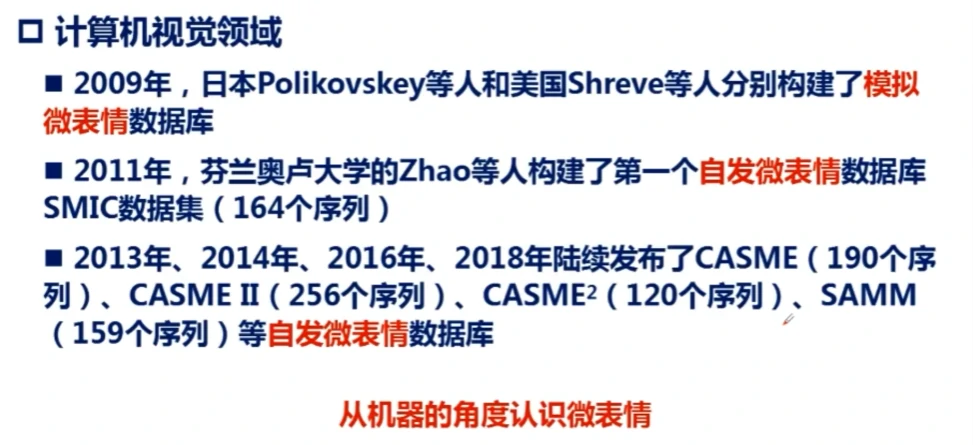 计算机视觉领域
2009年，日本Polikovskey等人和美国Shreve等人分别构建了模拟
微表情数据库
2011年，芬兰奥卢大学的Zhao等人构建了第一个自发微表情数据库
SMIC数据集（164个序列）
2013年、2014年、2016年、2018年陆续发布了CASME（190个序
列）、CASME II（256个序列）、CASME²（120个序列）、SAMM
（159个序列）等自发微表情数据库
从机器的角度认识微表情